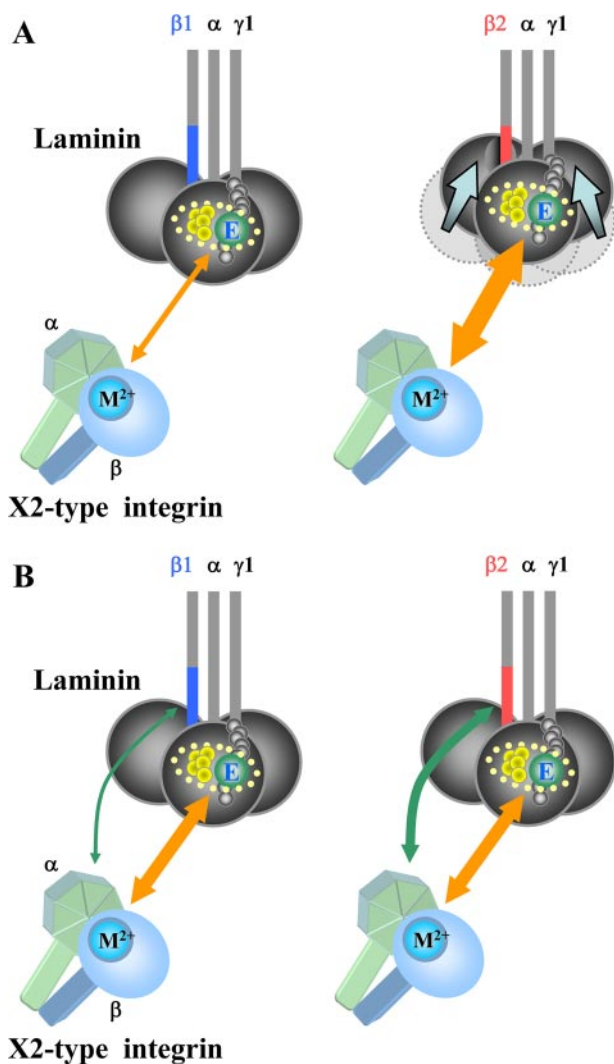 A
β1 α γ1
β2 α γ1
Laminin
E
E
α
M2+
M2+
β
X2-type integrin
B
β1 α γ1
β2 α γ1
Laminin
E
E
α
M2+
M2+
β
X2-type integrin